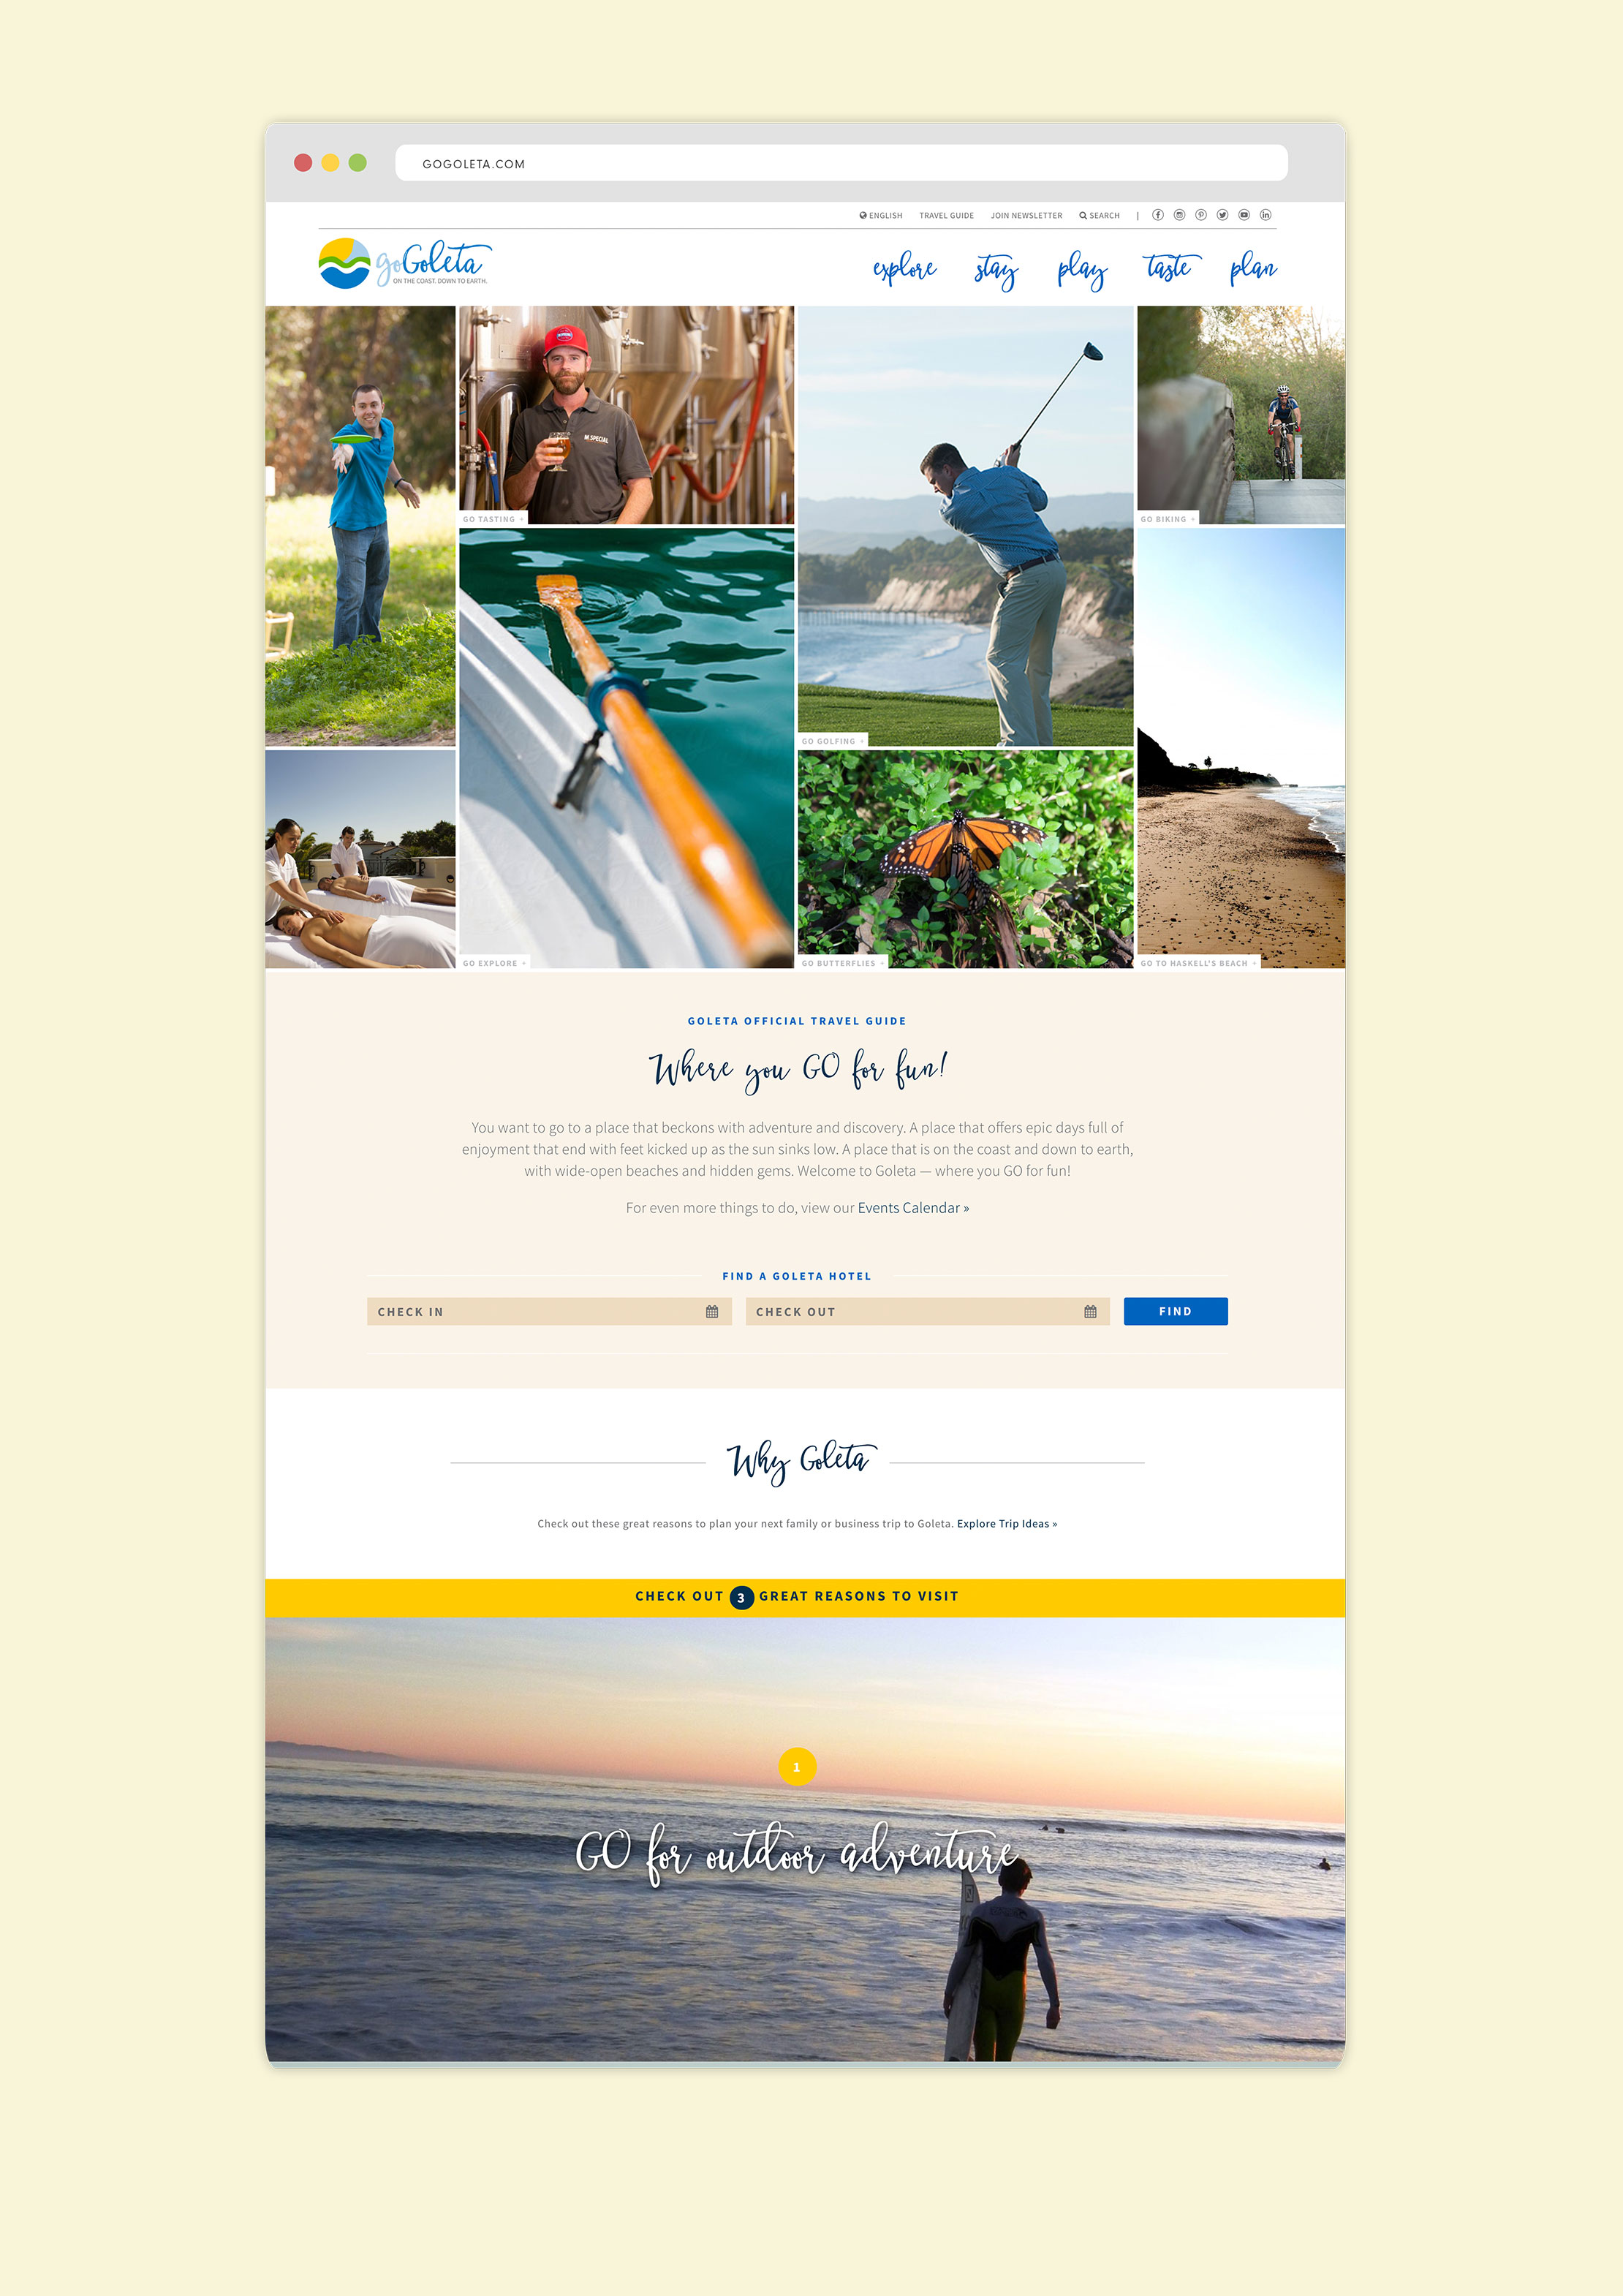 GOGOLETA.COM
ENGLISH TRAVEL GUIDE JOIN NEWSLETTER SEARCH |
goGoleta
ON THE COAST. DOWN TO EARTH.
explore stay play taste plan
M SPECIAL
GO TASTING +
GO BIKING +
GO GOLFING +
GO EXPLORE +
GO BUTTERFLIES +
GO TO HASKELL'S BEACH +
GOLETA OFFICIAL TRAVEL GUIDE
Where you GO for fun!
You want to go to a place that beckons with adventure and discovery. A place that offers epic days full of
enjoyment that end with feet kicked up as the sun sinks low. A place that is on the coast and down to earth,
with wide-open beaches and hidden gems. Welcome to Goleta — where you GO for fun!
For even more things to do, view our Events Calendar »
FIND A GOLETA HOTEL
CHECK IN CHECK OUT FIND
Why Goleta
Check out these great reasons to plan your next family or business trip to Goleta. Explore Trip Ideas »
CHECK OUT 3 GREAT REASONS TO VISIT
1
GO for outdoor adventure